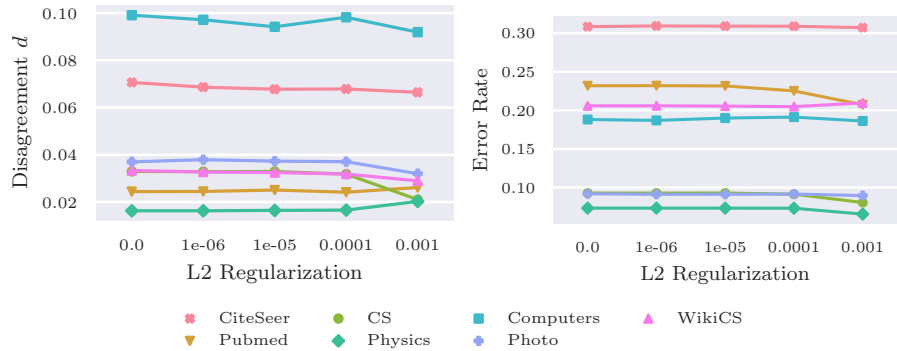 0.10
0.08
0.06
0.04
0.02
Disagreement d
0.0 1e-06 1e-05 0.0001 0.001
L2 Regularization
0.30
0.25
0.20
0.15
0.10
Error Rate
0.0 1e-06 1e-05 0.0001 0.001
L2 Regularization
CiteSeer CS Computers WikiCS
Pubmed Physics Photo